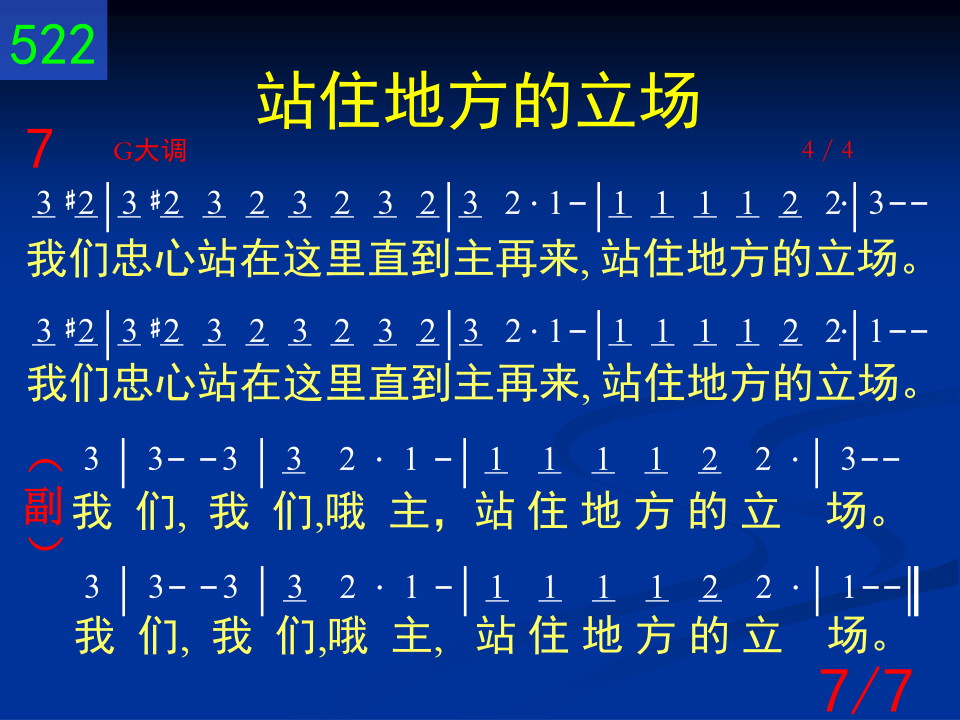 522
站住地方的立场
7 G大调 4/4
3 #2|3 #2 3 2 3 2 3 2|3 2·1-|1 1 1 1 2 2·|3--
我们忠心站在这里直到主再来,站住地方的立场。
3 #2|3 #2 3 2 3 2 3 2|3 2·1-|1 1 1 1 2 2·|1--
我们忠心站在这里直到主再来,站住地方的立场。
3 | 3--3 | 3 2 · 1 -| 1 1 1 1 2 2 · | 3--
(副) 我 们, 我 们,哦 主，站 住 地 方 的 立 场。
3 | 3--3 | 3 2 · 1 -| 1 1 1 1 2 2 · | 1--‖
我 们, 我 们,哦 主, 站 住 地 方 的 立 场。
7/7